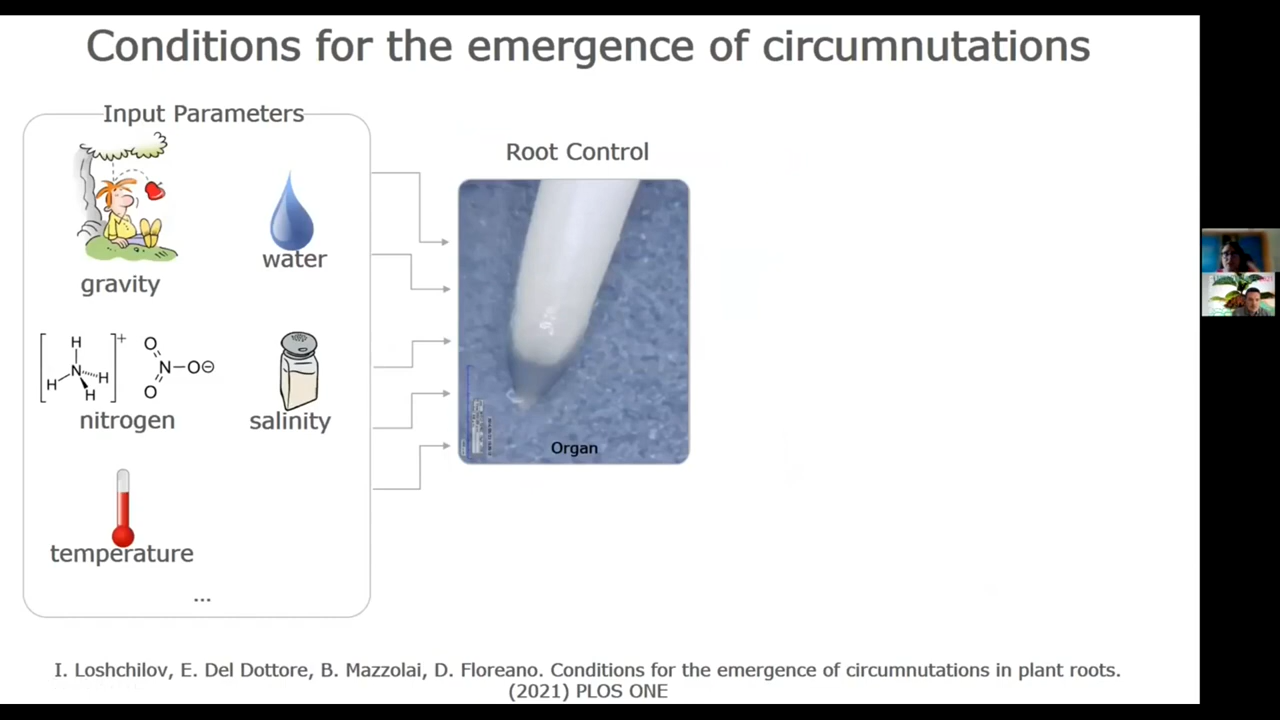 Conditions for the emergence of circumnutations
Input Parameters
gravity
water
H
H
N
H
H
+
O
N
O
O⊖
nitrogen
salinity
temperature
...
Root Control
Organ
I. Loshchilov, E. Del Dottore, B. Mazzolai, D. Floreano. Conditions for the emergence of circumnutations in plant roots.
(2021) PLOS ONE